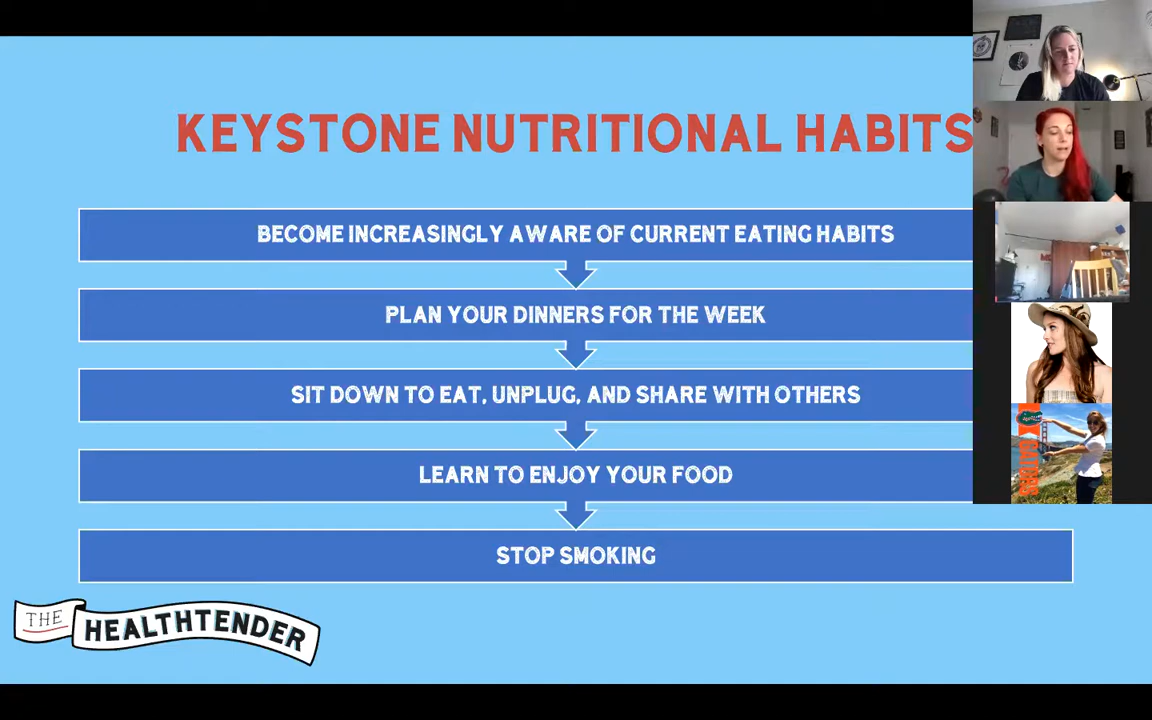 KEYSTONE NUTRITIONAL HABITS
BECOME INCREASINGLY AWARE OF CURRENT EATING HABITS
PLAN YOUR DINNERS FOR THE WEEK
SIT DOWN TO EAT, UNPLUG, AND SHARE WITH OTHERS
LEARN TO ENJOY YOUR FOOD
STOP SMOKING
THE
HEALTHTENDER
GATORS